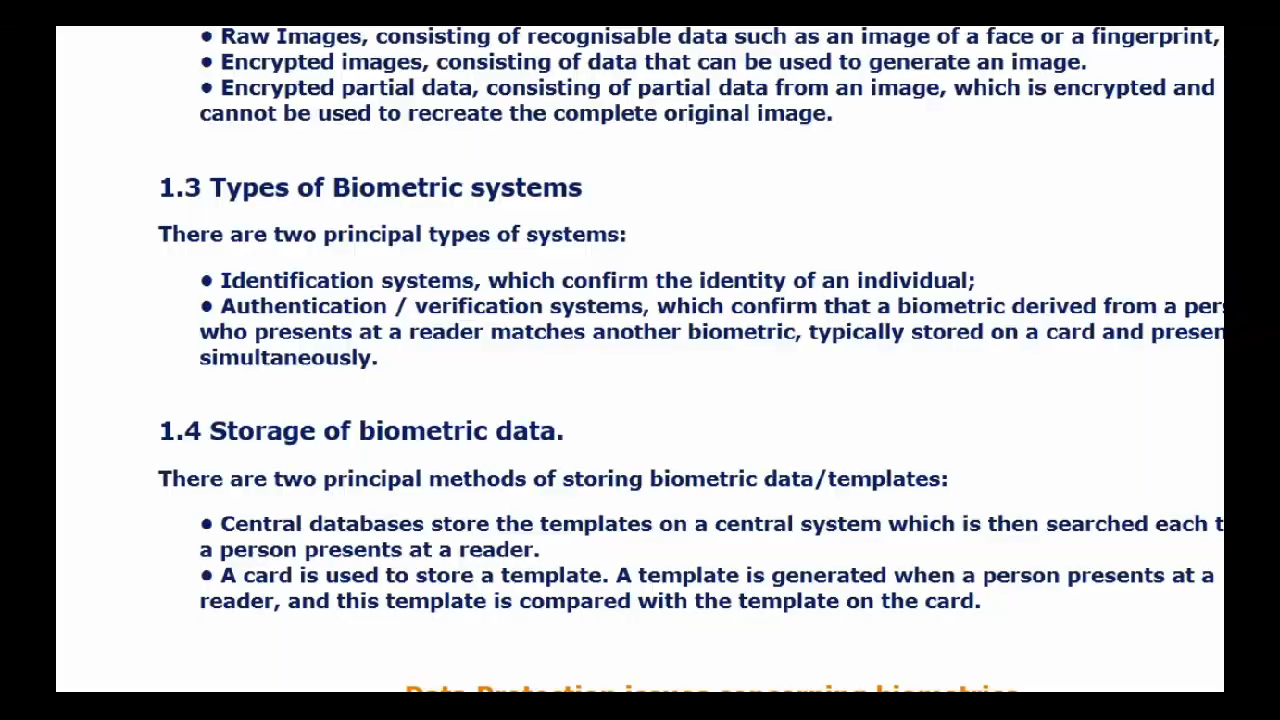 • Raw Images, consisting of recognisable data such as an image of a face or a fingerprint,
• Encrypted images, consisting of data that can be used to generate an image.
• Encrypted partial data, consisting of partial data from an image, which is encrypted and
cannot be used to recreate the complete original image.
1.3 Types of Biometric systems
There are two principal types of systems:
• Identification systems, which confirm the identity of an individual;
• Authentication / verification systems, which confirm that a biometric derived from a
who presents at a reader matches another biometric, typically stored on a card and
simultaneously.
1.4 Storage of biometric data.
There are two principal methods of storing biometric data/templates:
• Central databases store the templates on a central system which is then searched each
a person presents at a reader.
• A card is used to store a template. A template is generated when a person presents at a
reader, and this template is compared with the template on the card.
Data Protection issues concerning biometrics